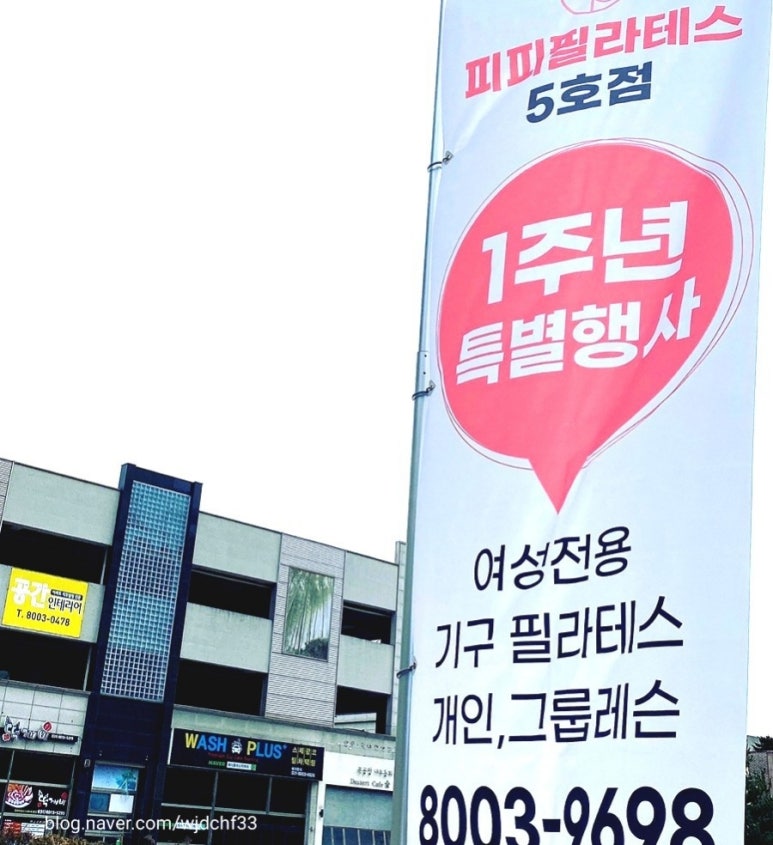 피피필라테스
5호점
1주년
특별행사
여성전용
기구 필라테스
개인,그룹레슨
8003-9698
공간
인테리어
T. 8003-0478
WASH PLUS+
Dessert Cafe
blog.naver.com/wjdchf33